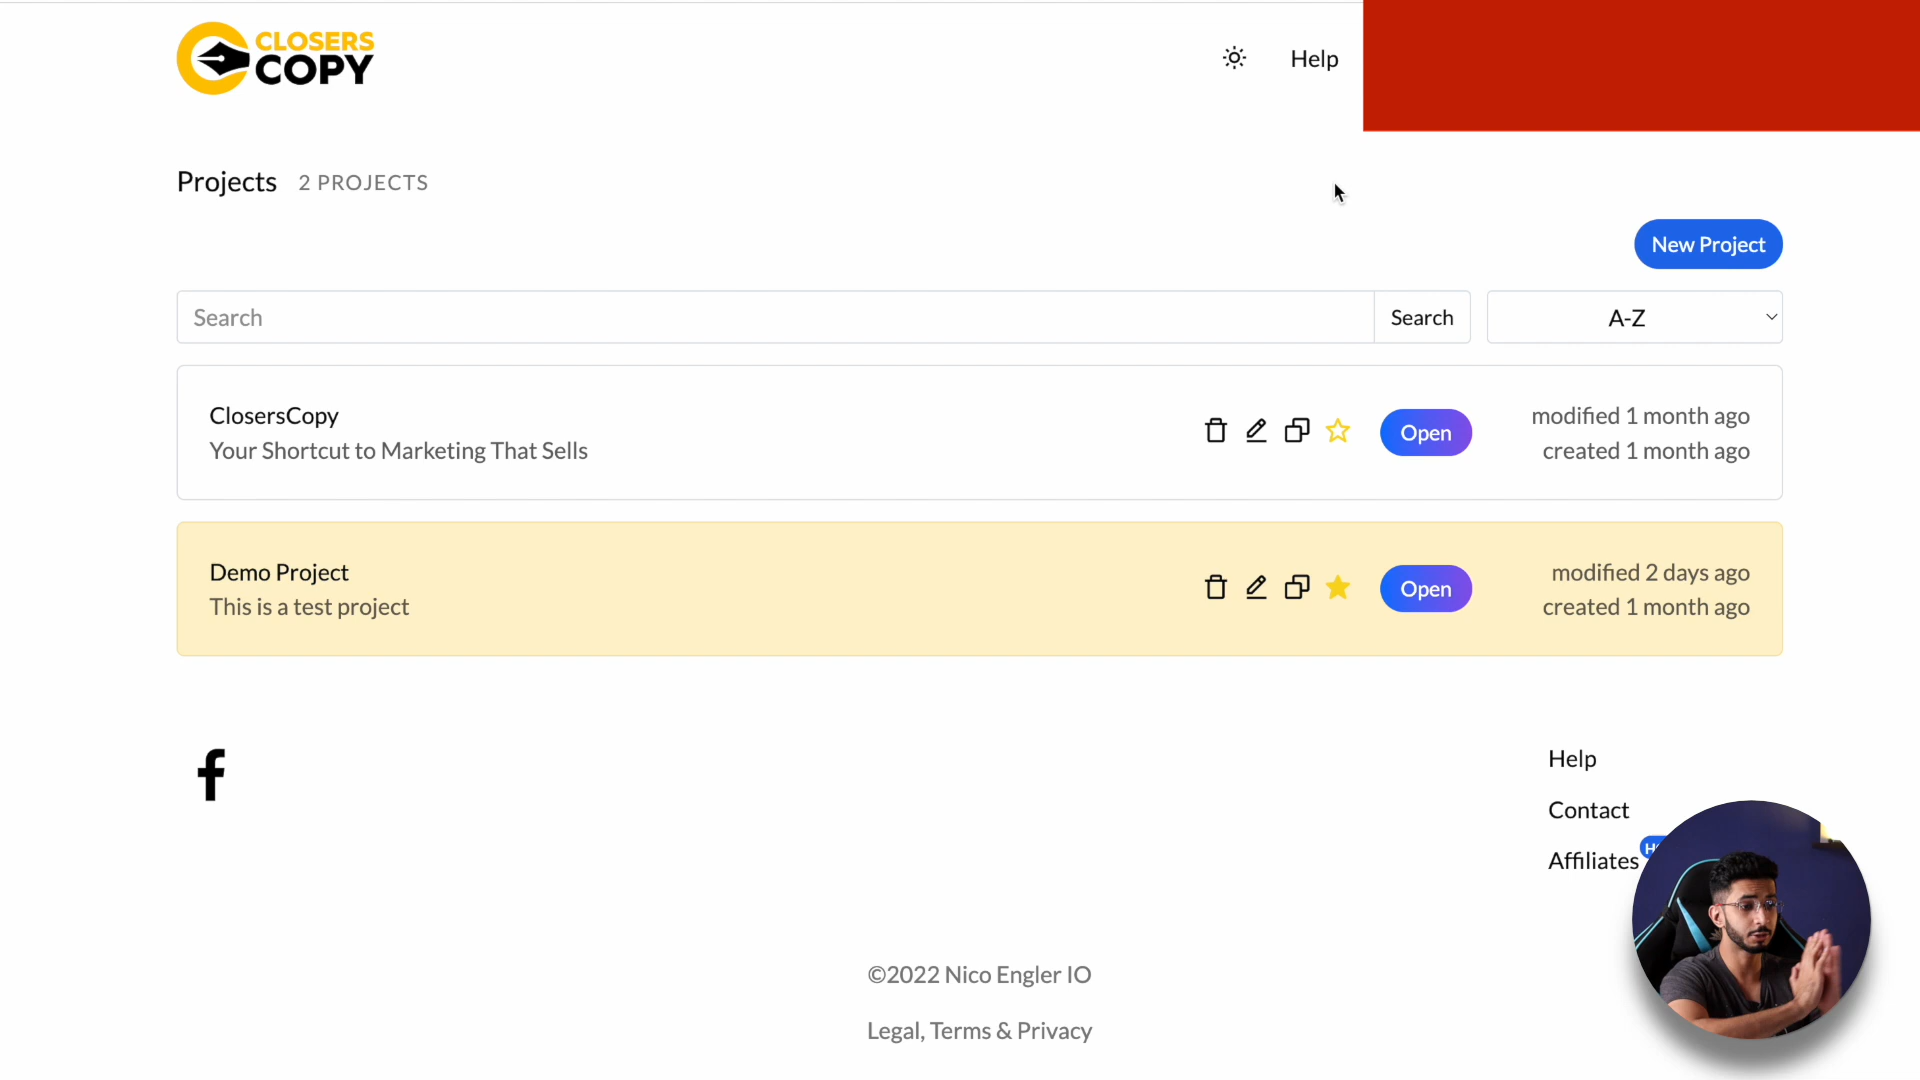 CLOSERS
COPY
Help
Projects 2 PROJECTS
New Project
Search Search A-Z
ClosersCopy
Your Shortcut to Marketing That Sells
Open
modified 1 month ago
created 1 month ago
Demo Project
This is a test project
Open
modified 2 days ago
created 1 month ago
Help
Contact
Affiliates
©2022 Nico Engler IO
Legal, Terms & Privacy